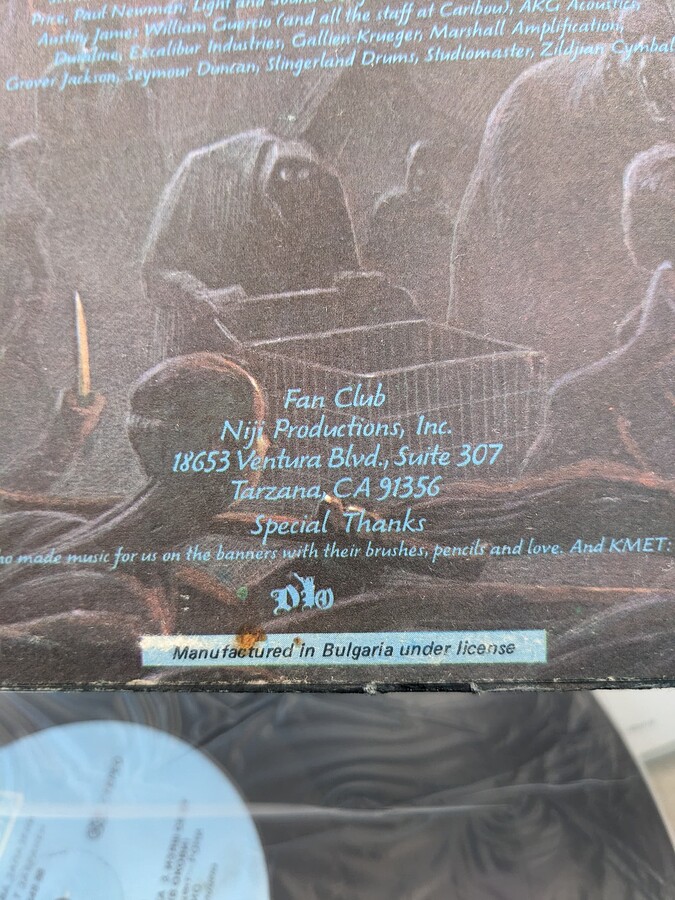 Price, Paul Newman, Light and Sound
Austin, James William Guercio (and all the staff at Caribou), AKG Acoustics,
Duraline, Excalibur Industries, Gallien-Krueger, Marshall Amplification,
Grover Jackson, Seymour Duncan, Slingerland Drums, Studiomaster, Zildjian Cymbal
Fan Club
Niji Productions, Inc.
18653 Ventura Blvd., Suite 307
Tarzana, CA 91356
Special Thanks
ho made music for us on the banners with their brushes, pencils and love. And KMET:
DIO
Manufactured in Bulgaria under license